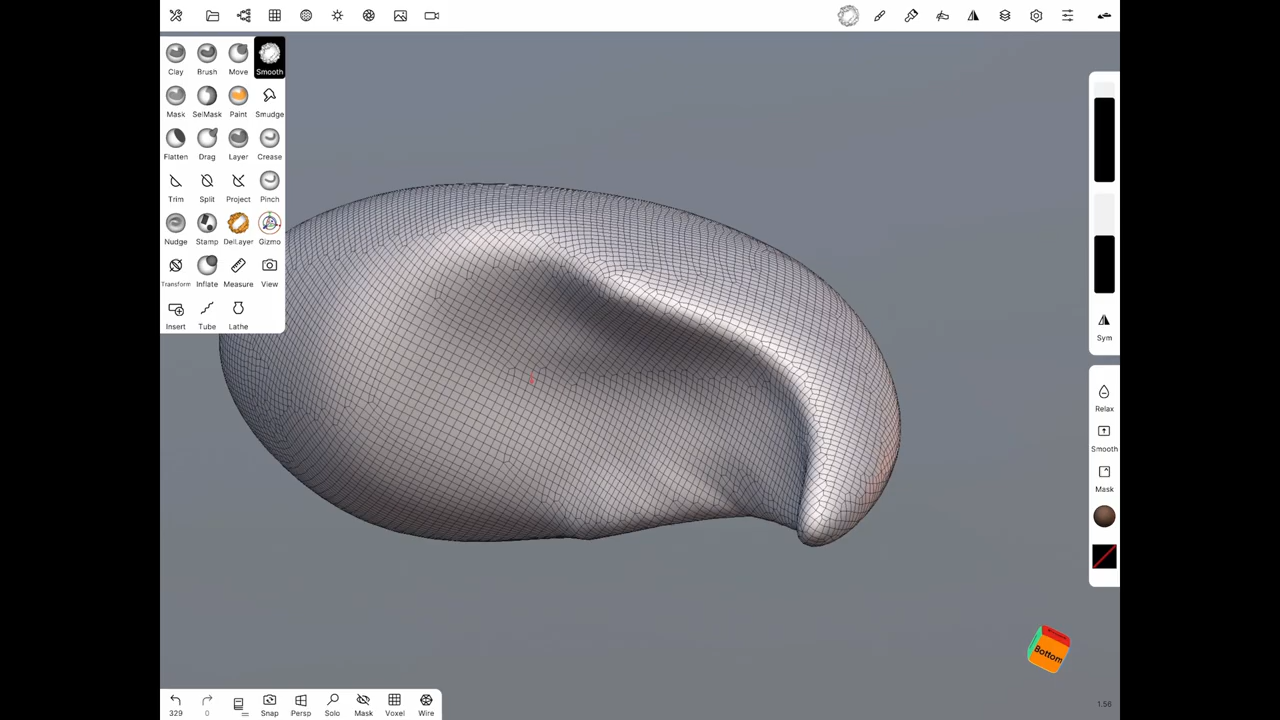 Clay Brush Move Smooth
Mask SelMask Paint Smudge
Flatten Drag Layer Crease
Trim Split Project Pinch
Nudge Stamp DelLayer Gizmo
Transform Inflate Measure View
Insert Tube Lathe
Sym
Relax
Smooth
Mask
Bottom
329 0 Snap Persp Solo Mask Voxel Wire
1.56